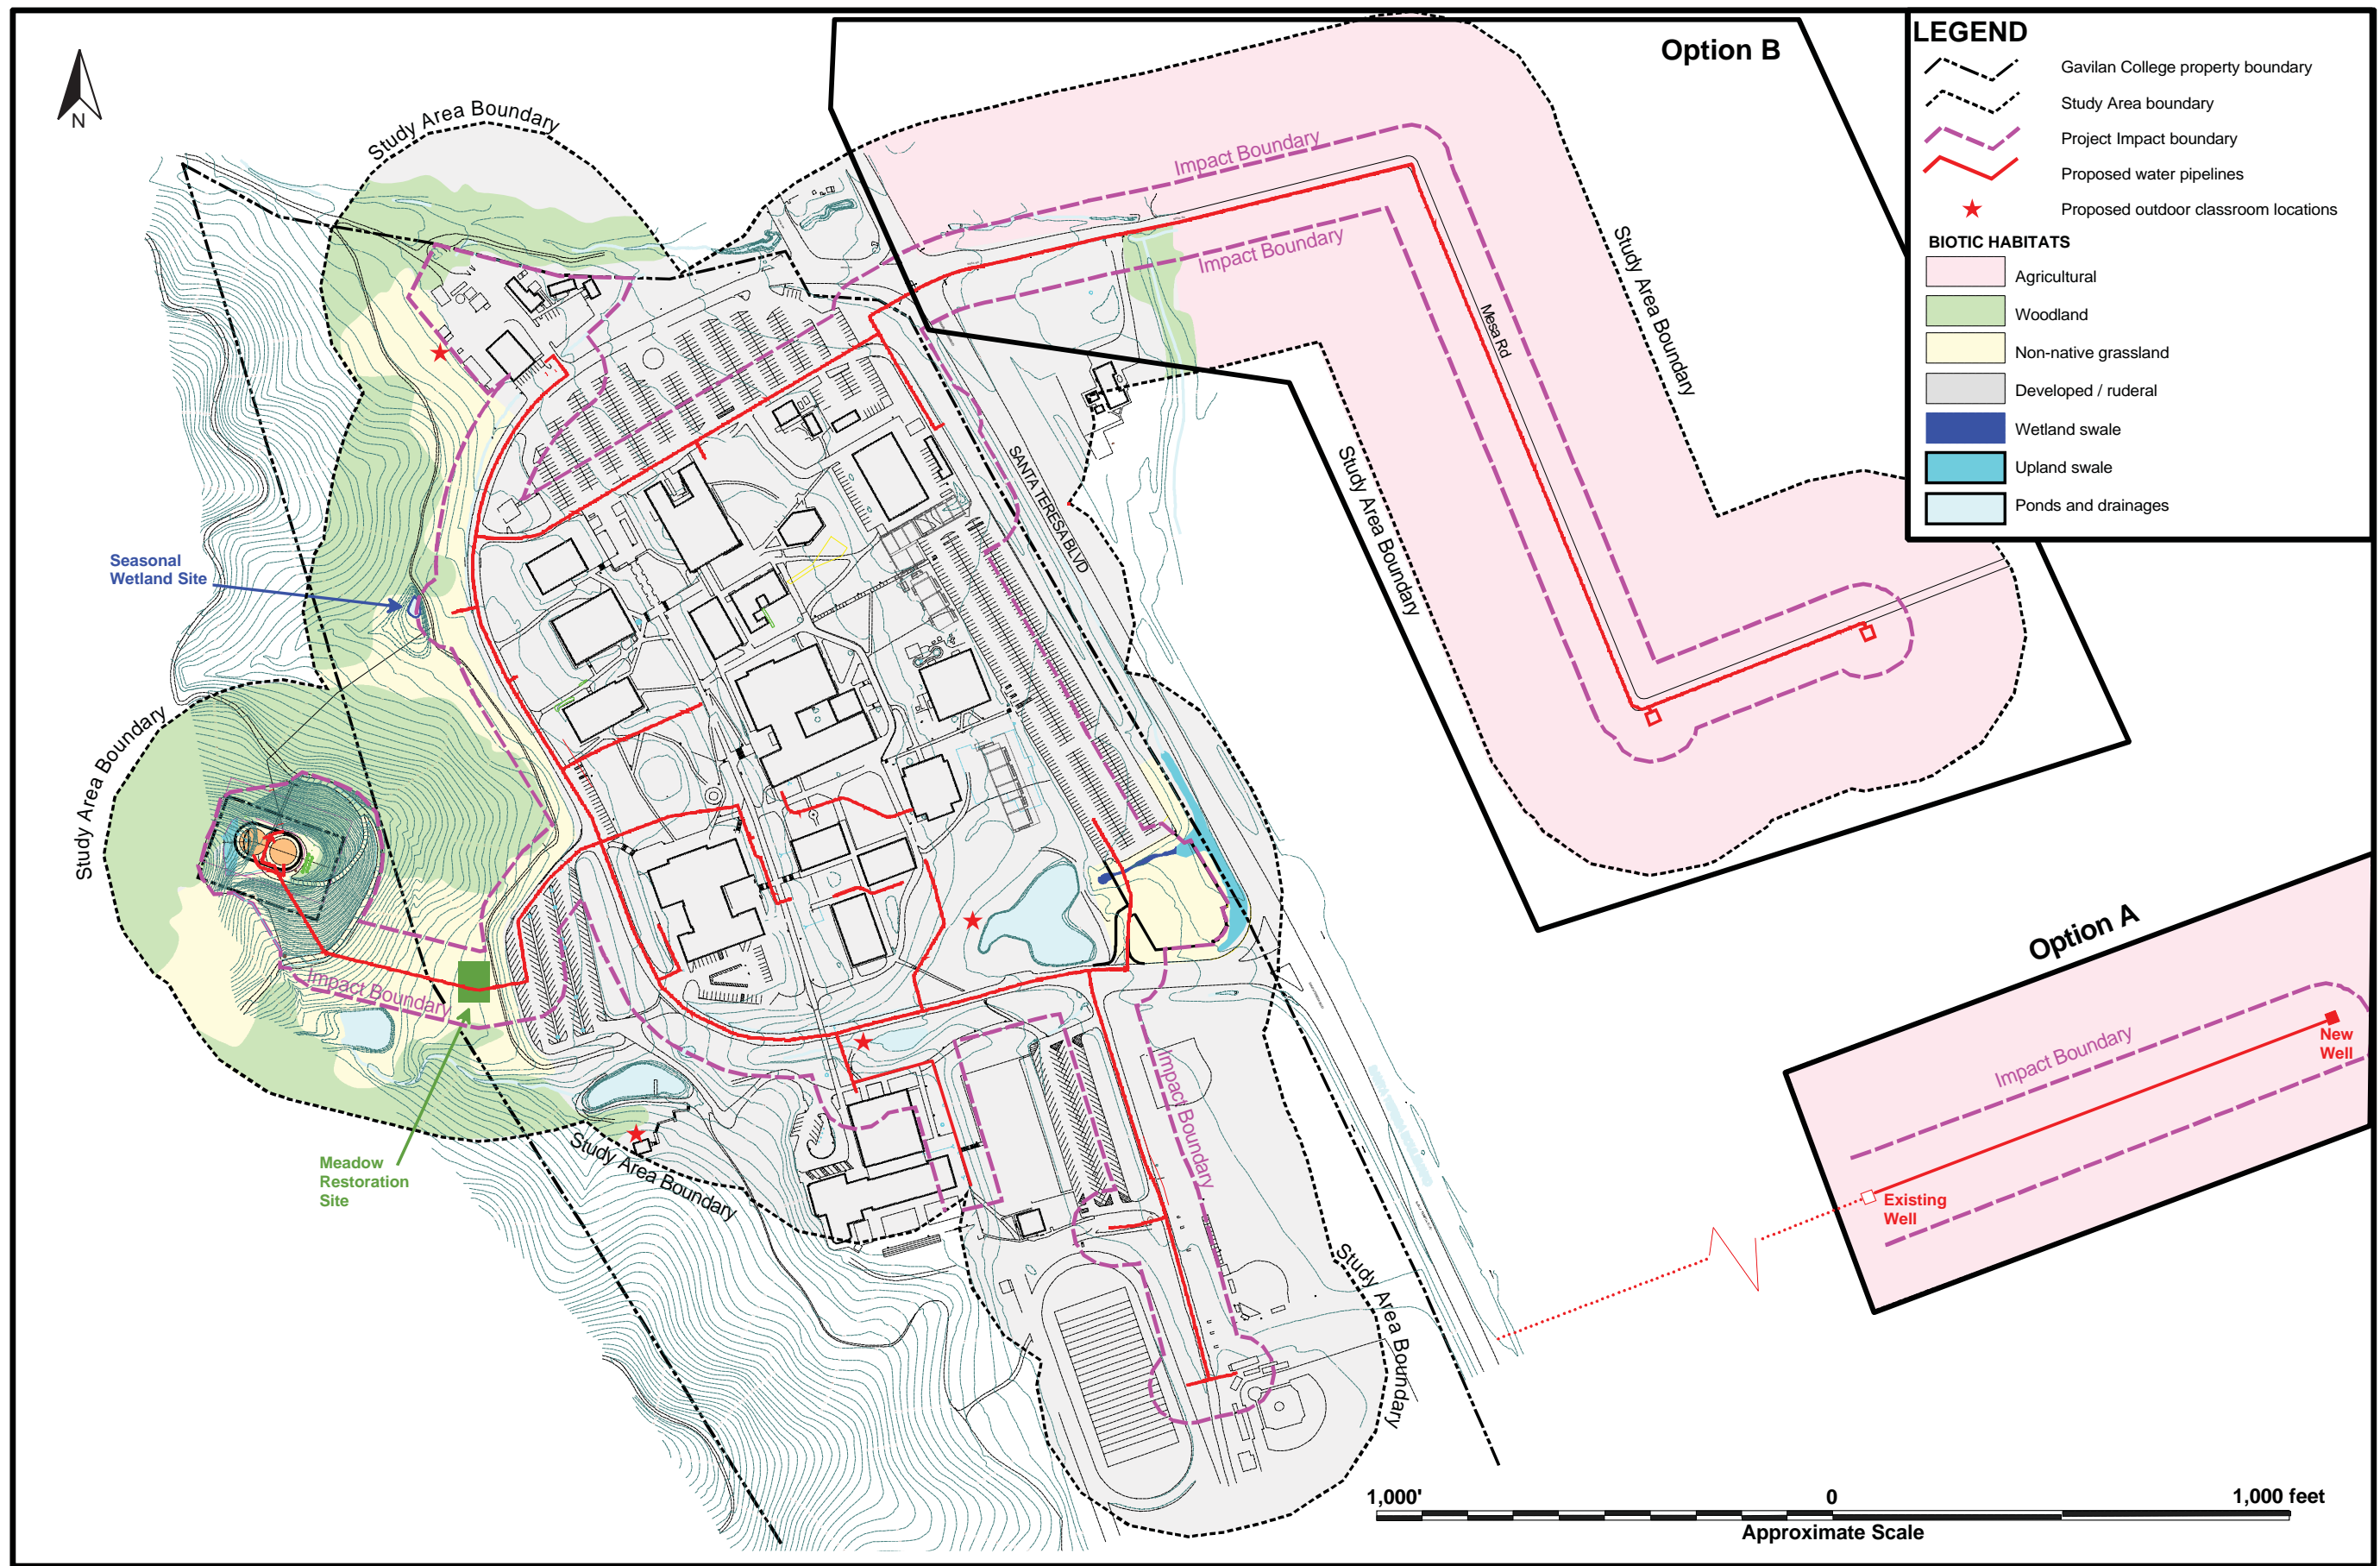 Option B
LEGEND
Gavilan College property boundary
Study Area boundary
Project Impact boundary
Proposed water pipelines
Proposed outdoor classroom locations
BIOTIC HABITATS
Agricultural
Woodland
Non-native grassland
Developed / ruderal
Wetland swale
Upland swale
Ponds and drainages
N
Study Area Boundary
Impact Boundary
Impact Boundary
Study Area Boundary
Mesa Rd
Study Area Boundary
SANTA TERESA BLVD
Seasonal
Wetland Site
Study Area Boundary
Impact Boundary
Meadow
Restoration
Site
Study Area Boundary
Impact Boundary
Study Area Boundary
Option A
Impact Boundary
New
Well
Existing
Well
1,000'
0
1,000 feet
Approximate Scale